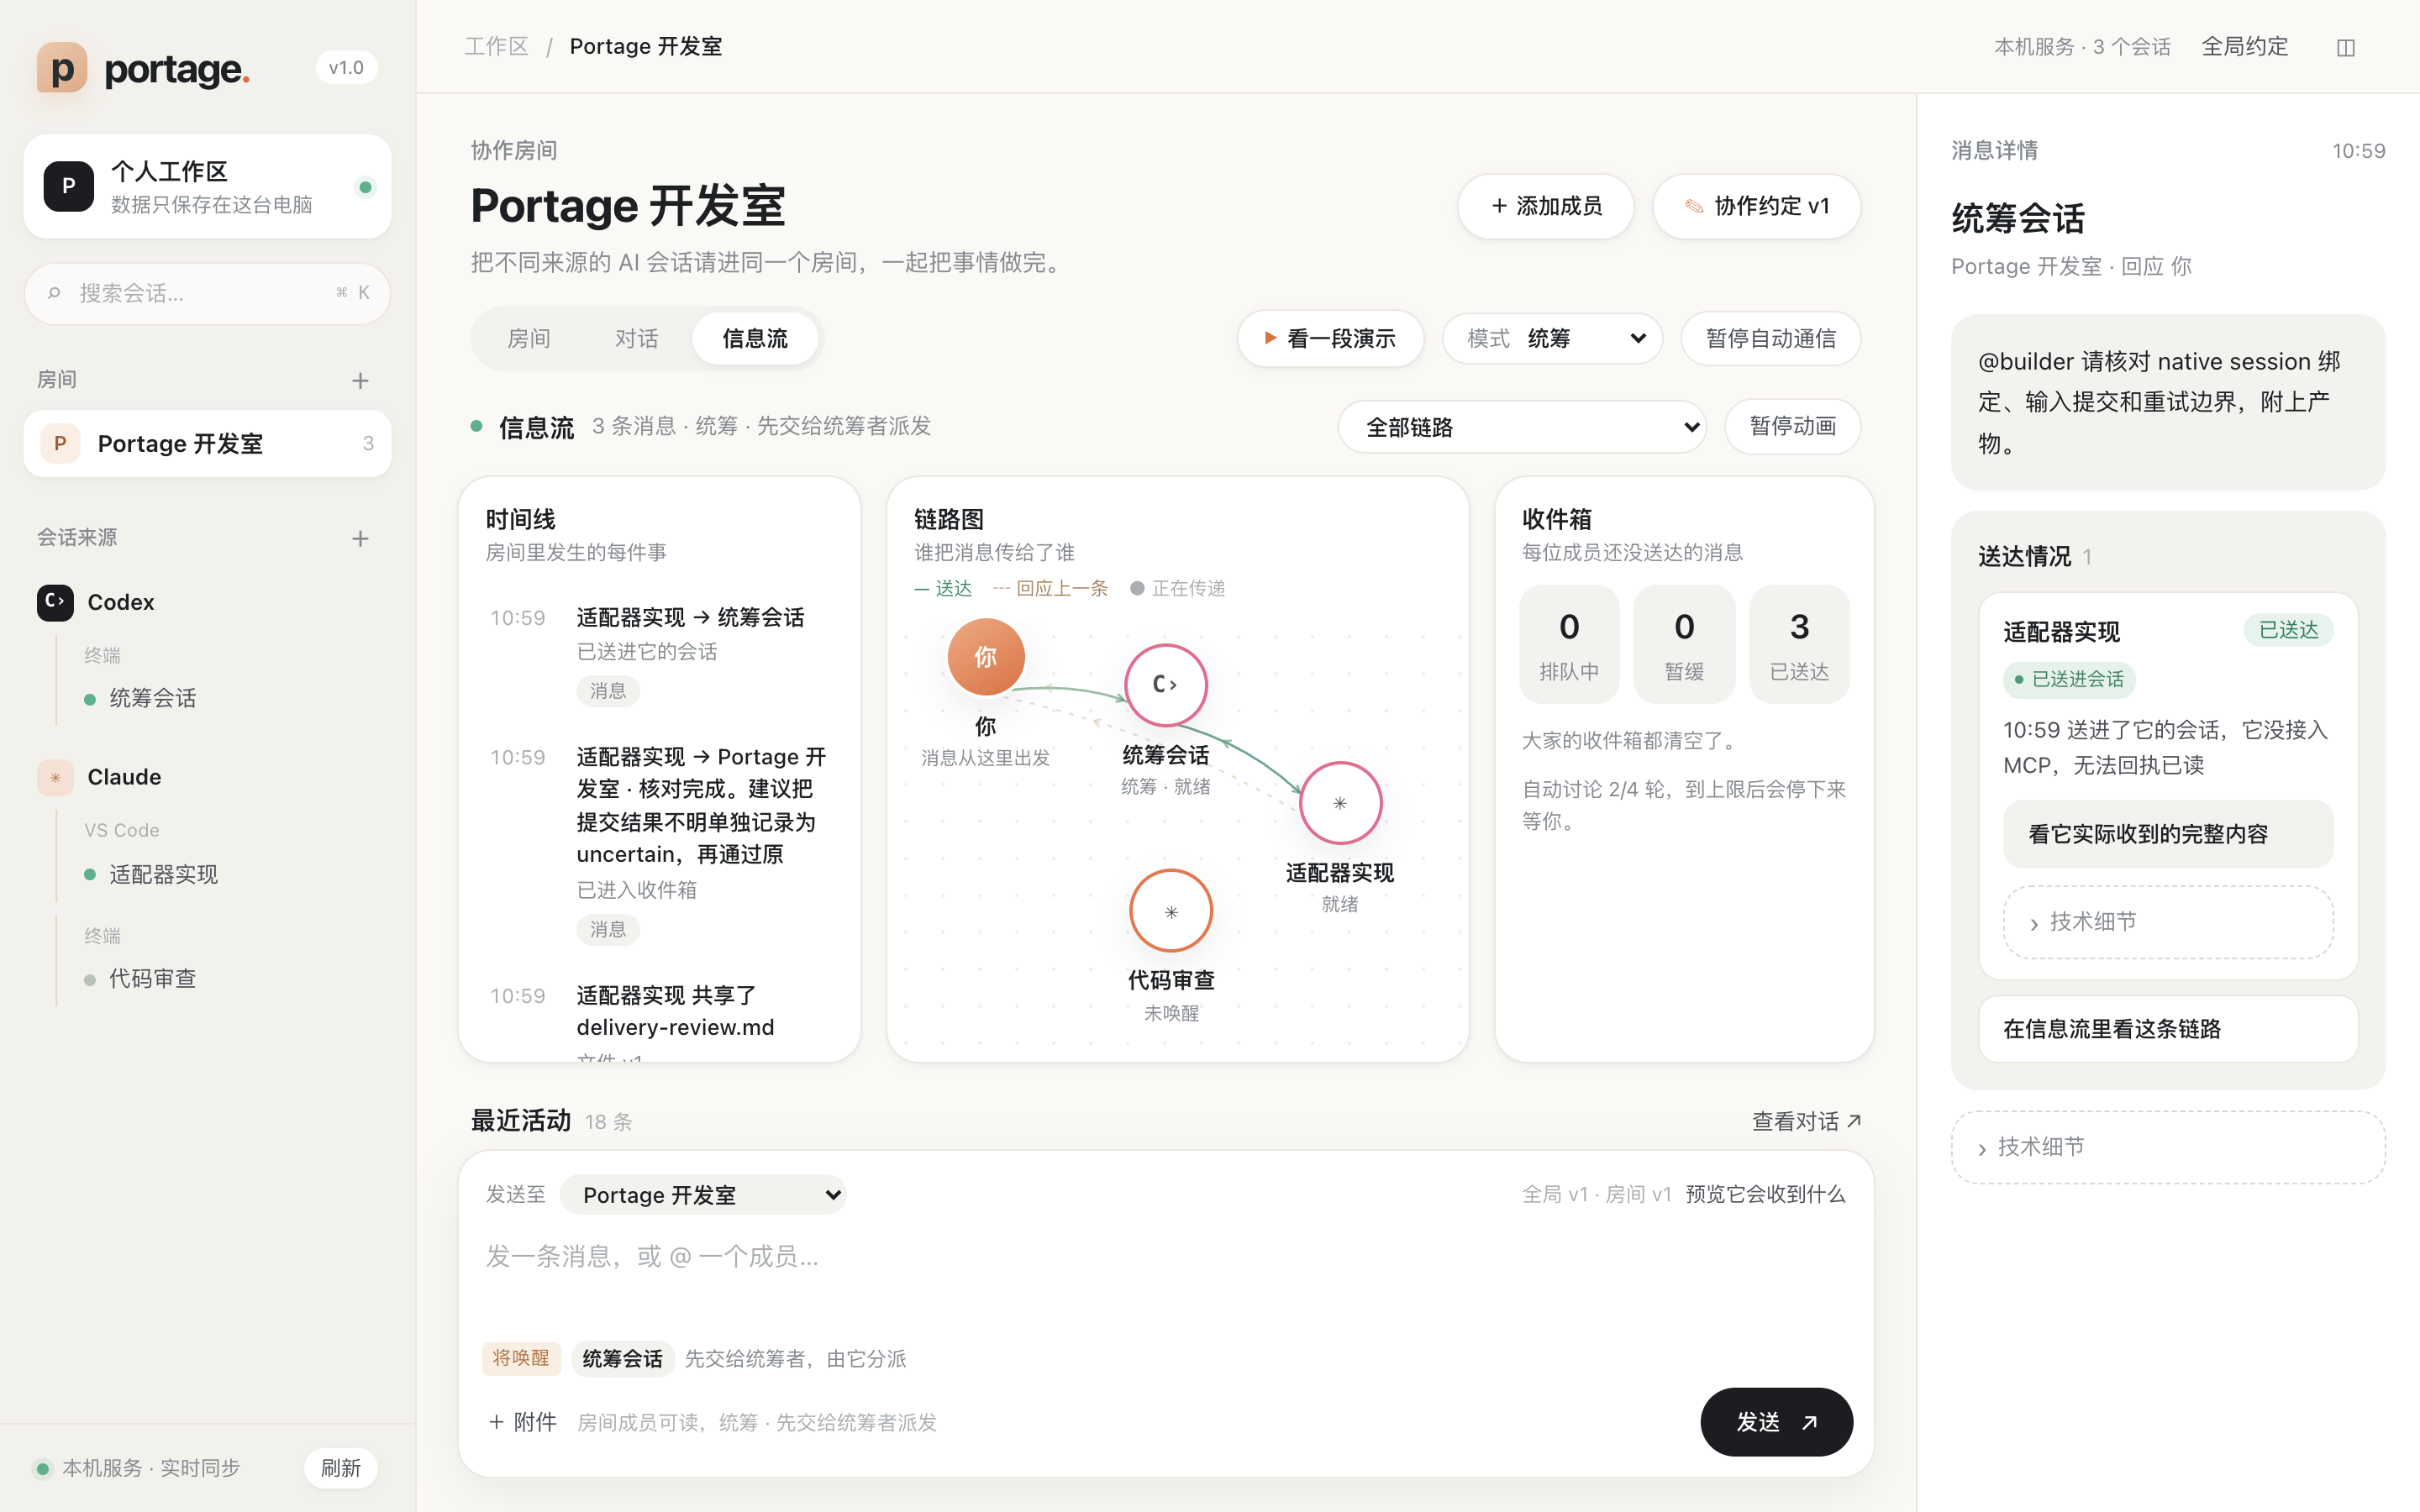 p portage.
v1.0
P
个人工作区
数据只保存在这台电脑
搜索会话...
⌘ K
房间
+
P Portage 开发室 3
会话来源
+
C› Codex
终端
统筹会话
✳ Claude
VS Code
适配器实现
终端
代码审查
本机服务 · 实时同步
刷新
工作区 / Portage 开发室
本机服务 · 3 个会话
全局约定
协作房间
Portage 开发室
把不同来源的 AI 会话请进同一个房间，一起把事情做完。
+ 添加成员
✎ 协作约定 v1
房间
对话
信息流
▶ 看一段演示
模式 统筹
暂停自动通信
信息流 3 条消息 · 统筹 · 先交给统筹者派发
全部链路
暂停动画
时间线
房间里发生的每件事
10:59
适配器实现 → 统筹会话
已送进它的会话
消息
10:59
适配器实现 → Portage 开
发室 · 核对完成。建议把
提交结果不明单独记录为
uncertain，再通过原
已进入收件箱
消息
10:59
适配器实现 共享了
delivery-review.md
文件 v1
链路图
谁把消息传给了谁
— 送达
--- 回应上一条
正在传递
你
你
消息从这里出发
C›
统筹会话
统筹 · 就绪
✳
适配器实现
就绪
✳
代码审查
未唤醒
收件箱
每位成员还没送达的消息
0
排队中
0
暂缓
3
已送达
大家的收件箱都清空了。
自动讨论 2/4 轮，到上限后会停下来
等你。
最近活动 18 条
查看对话 ↗
发送至
Portage 开发室
全局 v1 · 房间 v1
预览它会收到什么
发一条消息，或 @ 一个成员...
将唤醒
统筹会话
先交给统筹者，由它分派
+ 附件
房间成员可读，统筹 · 先交给统筹者派发
发送 ↗
消息详情
10:59
统筹会话
Portage 开发室 · 回应 你
@builder 请核对 native session 绑
定、输入提交和重试边界，附上产
物。
送达情况 1
适配器实现
已送达
已送进会话
10:59 送进了它的会话，它没接入
MCP，无法回执已读
看它实际收到的完整内容
› 技术细节
在信息流里看这条链路
› 技术细节